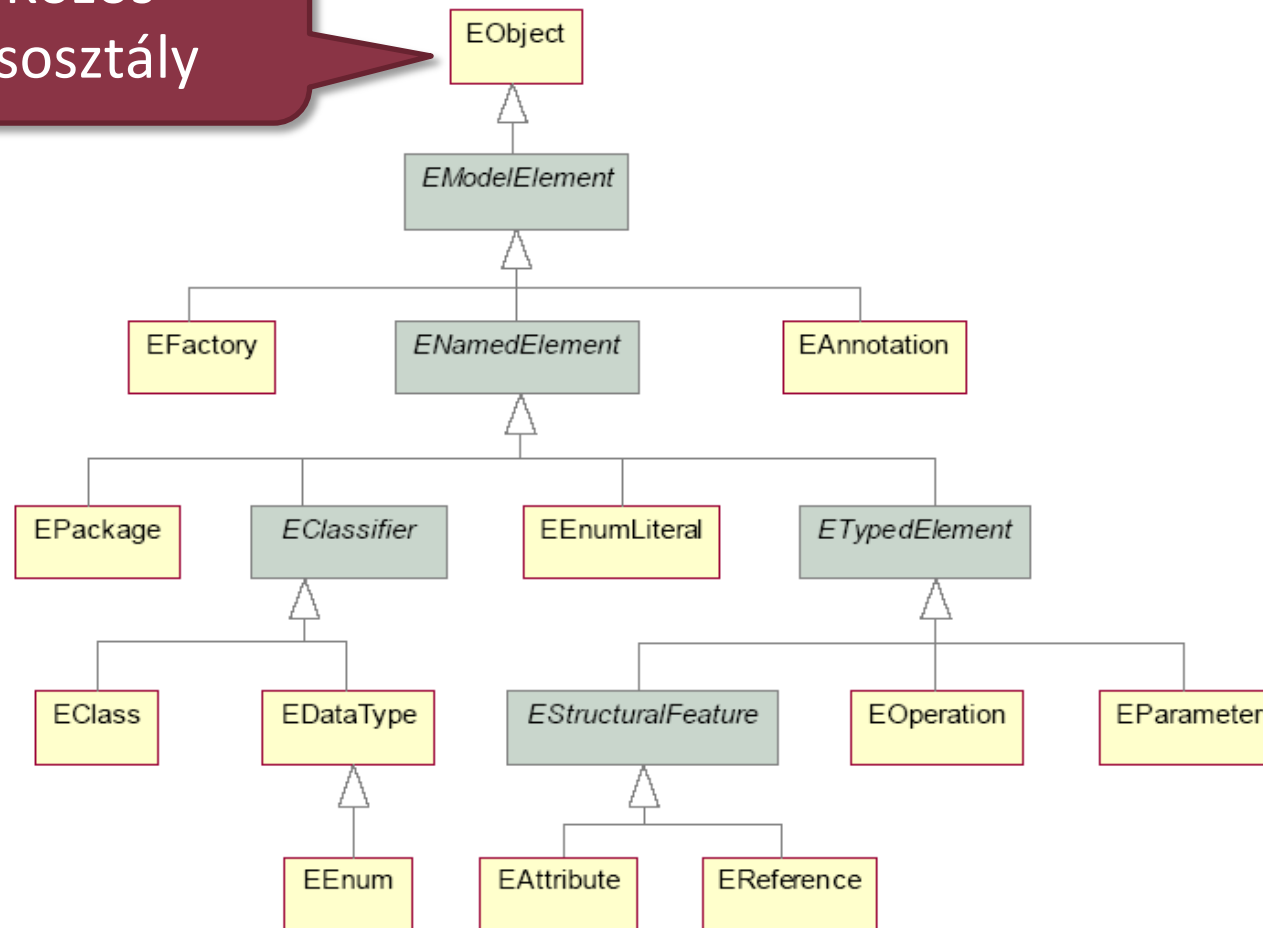 EObject
sosztály
EModelElement
EFactory
ENamedElement
EAnnotation
EPackage
EClassifier
EEnumLiteral
ETypedElement
EClass
EDataType
EStructuralFeature
EOperation
EParameter
EEnum
EAttribute
EReference